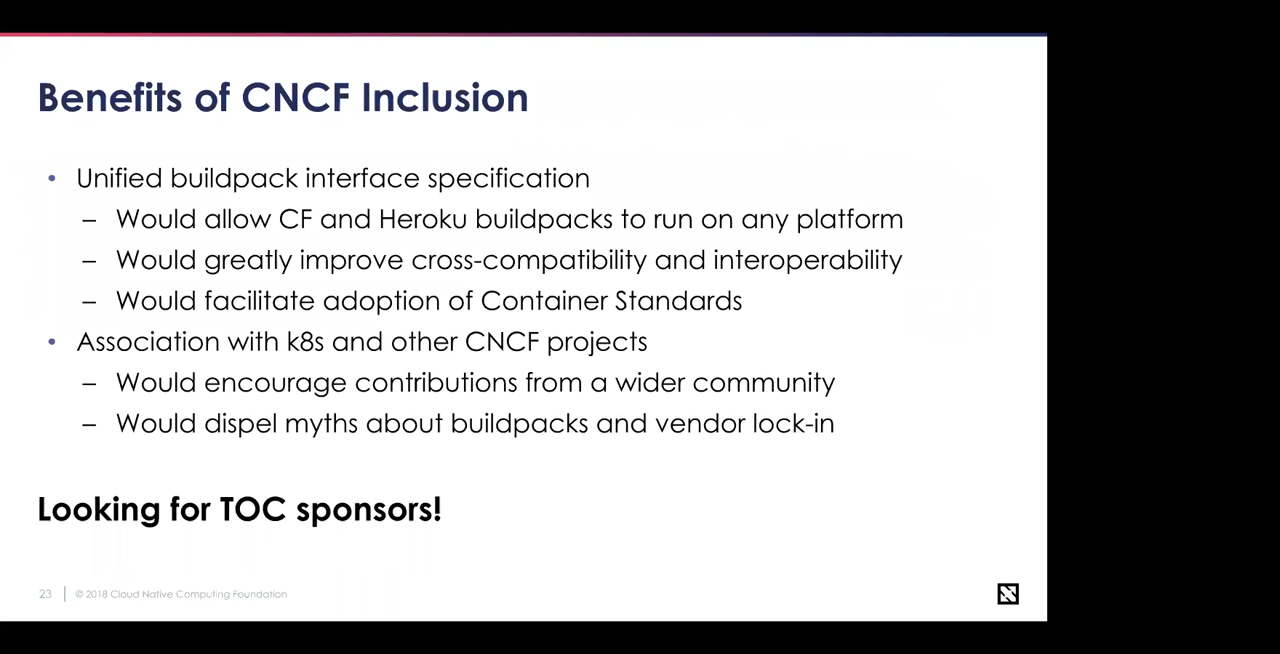 Benefits of CNCF Inclusion
• Unified buildpack interface specification
– Would allow CF and Heroku buildpacks to run on any platform
– Would greatly improve cross-compatibility and interoperability
– Would facilitate adoption of Container Standards
• Association with k8s and other CNCF projects
– Would encourage contributions from a wider community
– Would dispel myths about buildpacks and vendor lock-in
Looking for TOC sponsors!
23 | © 2018 Cloud Native Computing Foundation